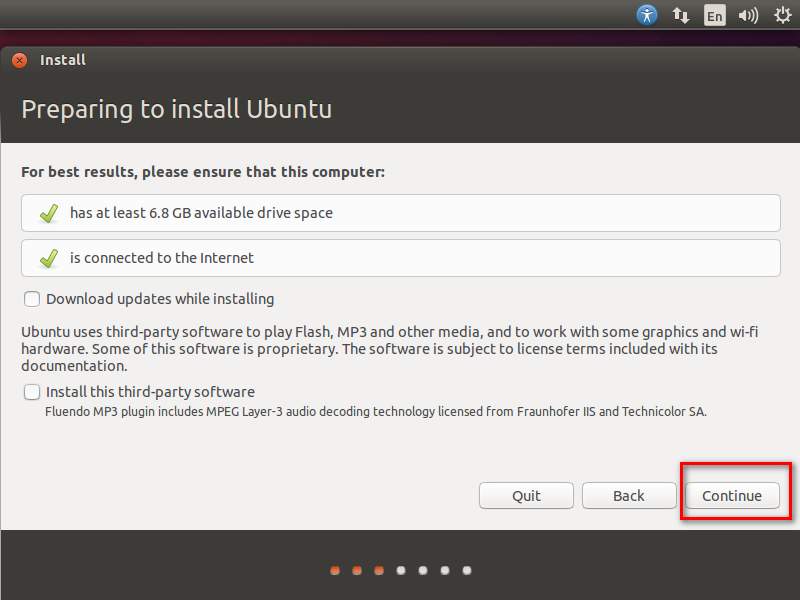 En
Install
Preparing to install Ubuntu
For best results, please ensure that this computer:
has at least 6.8 GB available drive space
is connected to the Internet
Download updates while installing
Ubuntu uses third-party software to play Flash, MP3 and other media, and to work with some graphics and wi-fi
hardware. Some of this software is proprietary. The software is subject to license terms included with its
documentation.
Install this third-party software
Fluendo MP3 plugin includes MPEG Layer-3 audio decoding technology licensed from Fraunhofer IIS and Technicolor SA.
Quit Back Continue